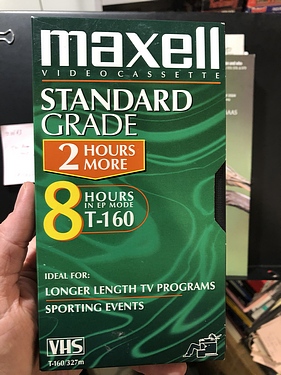 maxell
VIDEOCASSETTE
STANDARD
GRADE
2 HOURS
MORE
8 HOURS
IN EP MODE
T-160
IDEAL FOR:
LONGER LENGTH TV PROGRAMS
SPORTING EVENTS
VHS
T-160/327m